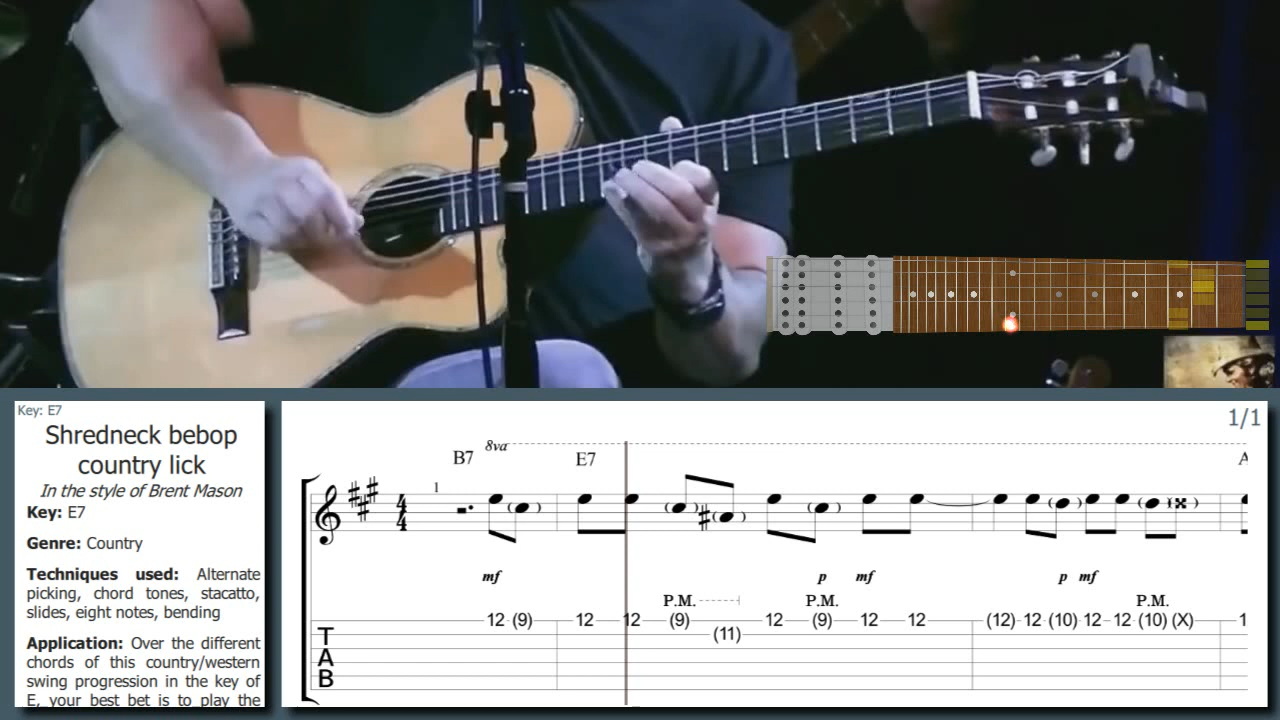 Key: E7
Shredneck bebop
country lick
In the style of Brent Mason
Key: E7
Genre: Country
Techniques used: Alternate
picking, chord tones, stacatto,
slides, eight notes, bending
Application: Over the different
chords of this country/western
swing progression in the key of
E, your best bet is to play the
1/1
8va
B7 E7 A
1
4
4
mf p mf p mf
P.M. P.M. P.M.
12 (9) 12 12 (9) 12 (9) 12 12 (12) 12 (10) 12 12 (10) (X) 1
(11)
T
A
B